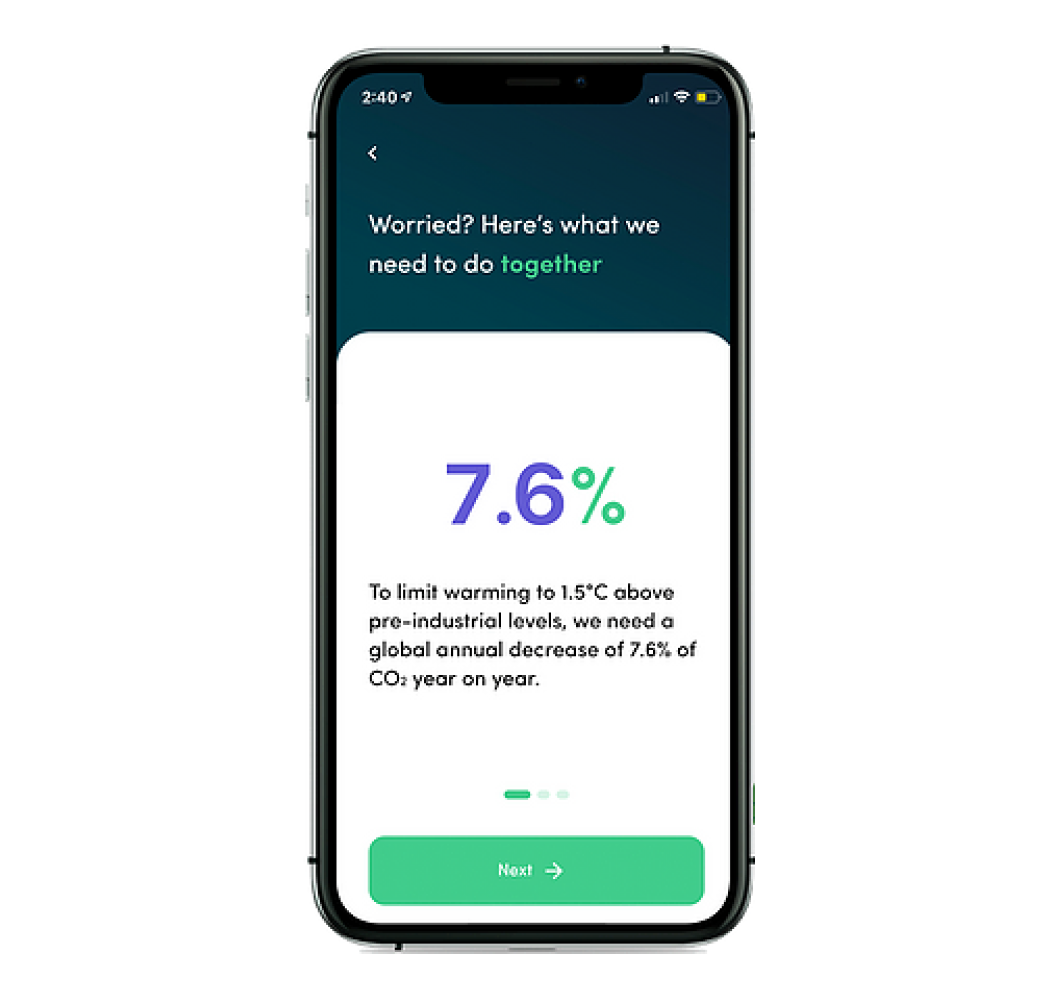 2:40
Worried? Here's what we
need to do together
7.6%
To limit warming to 1.5°C above
pre-industrial levels, we need a
global annual decrease of 7.6% of
CO₂ year on year.
Next →